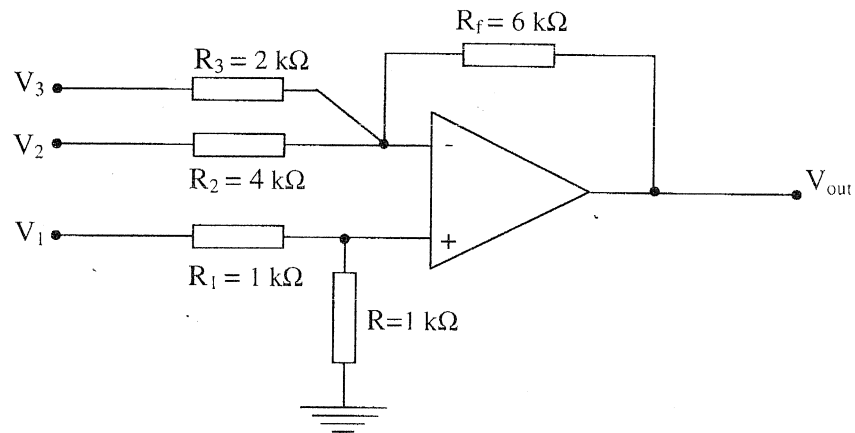 R_f = 6 kΩ
R_3 = 2 kΩ
V_3
V_2
-
R_2 = 4 kΩ
V_out
V_1
+
R_1 = 1 kΩ
R=1 kΩ